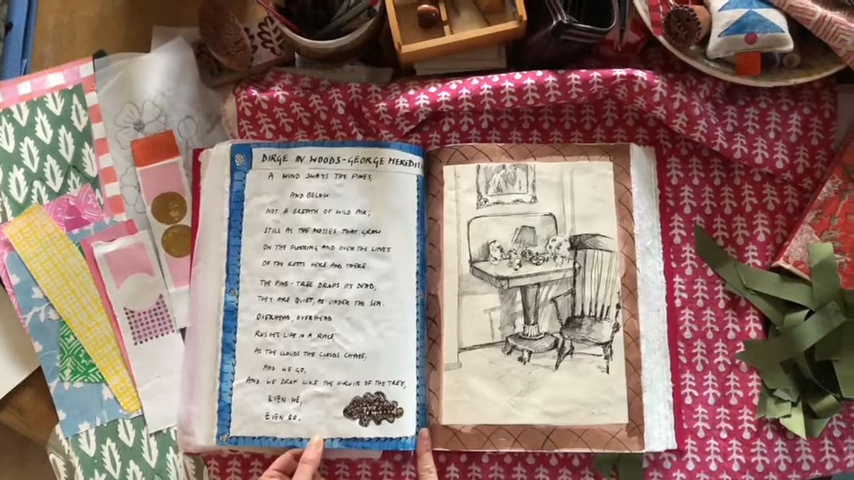 DIRGE IN WOODS - GEORGE MEREDIT
A WIND SWAYS THE PINES,
AND BELOW
NOT A BREATH OF WILD AIR;
STILL AS THE MOSSES THAT GROW
ON THE FLOORING AND OVER THE LINES
OF THE ROOTS HERE AND THERE.
THE PINE-TREE DROPS ITS DEAD;
THEY ARE QUIET, AS UNDER THE SEA.
OVERHEAD, OVERHEAD
RUSHES LIFE IN A RACE,
AS THE CLOUDS THE CLOUDS CHASE;
AND WE GO,
AND WE DROP LIKE THE FRUITS OF THE TREE,
EVEN WE,
EVEN SO.